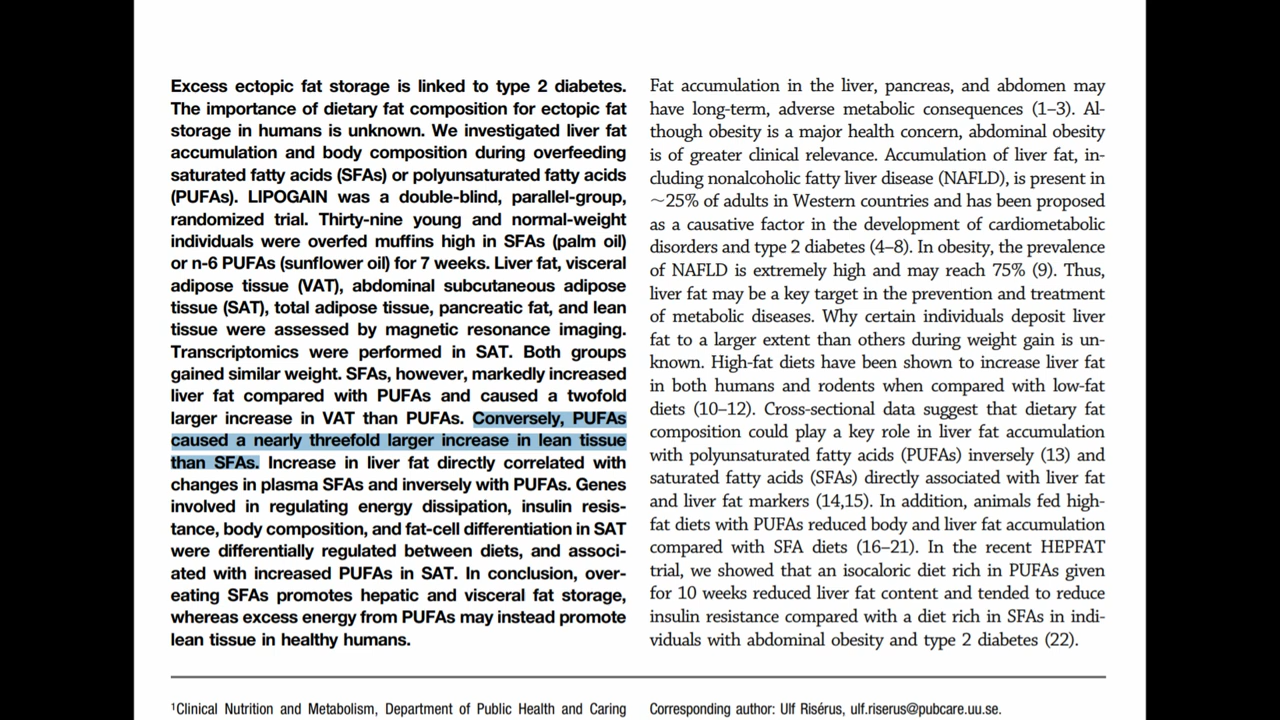 Excess ectopic fat storage is linked to type 2 diabetes.
The importance of dietary fat composition for ectopic fat
storage in humans is unknown. We investigated liver fat
accumulation and body composition during overfeeding
saturated fatty acids (SFAs) or polyunsaturated fatty acids
(PUFAs). LIPOGAIN was a double-blind, parallel-group,
randomized trial. Thirty-nine young and normal-weight
individuals were overfed muffins high in SFAs (palm oil)
or n-6 PUFAs (sunflower oil) for 7 weeks. Liver fat, visceral
adipose tissue (VAT), abdominal subcutaneous adipose
tissue (SAT), total adipose tissue, pancreatic fat, and lean
tissue were assessed by magnetic resonance imaging.
Transcriptomics were performed in SAT. Both groups
gained similar weight. SFAs, however, markedly increased
liver fat compared with PUFAs and caused a twofold
larger increase in VAT than PUFAs. Conversely, PUFAs
caused a nearly threefold larger increase in lean tissue
than SFAs. Increase in liver fat directly correlated with
changes in plasma SFAs and inversely with PUFAs. Genes
involved in regulating energy dissipation, insulin resis-
tance, body composition, and fat-cell differentiation in SAT
were differentially regulated between diets, and associ-
ated with increased PUFAs in SAT. In conclusion, over-
eating SFAs promotes hepatic and visceral fat storage,
whereas excess energy from PUFAs may instead promote
lean tissue in healthy humans.
Fat accumulation in the liver, pancreas, and abdomen may
have long-term, adverse metabolic consequences (1–3). Al-
though obesity is a major health concern, abdominal obesity
is of greater clinical relevance. Accumulation of liver fat, in-
cluding nonalcoholic fatty liver disease (NAFLD), is present in
~25% of adults in Western countries and has been proposed
as a causative factor in the development of cardiometabolic
disorders and type 2 diabetes (4–8). In obesity, the prevalence
of NAFLD is extremely high and may reach 75% (9). Thus,
liver fat may be a key target in the prevention and treatment
of metabolic diseases. Why certain individuals deposit liver
fat to a larger extent than others during weight gain is un-
known. High-fat diets have been shown to increase liver fat
in both humans and rodents when compared with low-fat
diets (10–12). Cross-sectional data suggest that dietary fat
composition could play a key role in liver fat accumulation
with polyunsaturated fatty acids (PUFAs) inversely (13) and
saturated fatty acids (SFAs) directly associated with liver fat
and liver fat markers (14,15). In addition, animals fed high-
fat diets with PUFAs reduced body and liver fat accumulation
compared with SFA diets (16–21). In the recent HEPFAT
trial, we showed that an isocaloric diet rich in PUFAs given
for 10 weeks reduced liver fat content and tended to reduce
insulin resistance compared with a diet rich in SFAs in indi-
viduals with abdominal obesity and type 2 diabetes (22).
¹Clinical Nutrition and Metabolism, Department of Public Health and Caring
Corresponding author: Ulf Risérus, ulf.riserus@pubcare.uu.se.